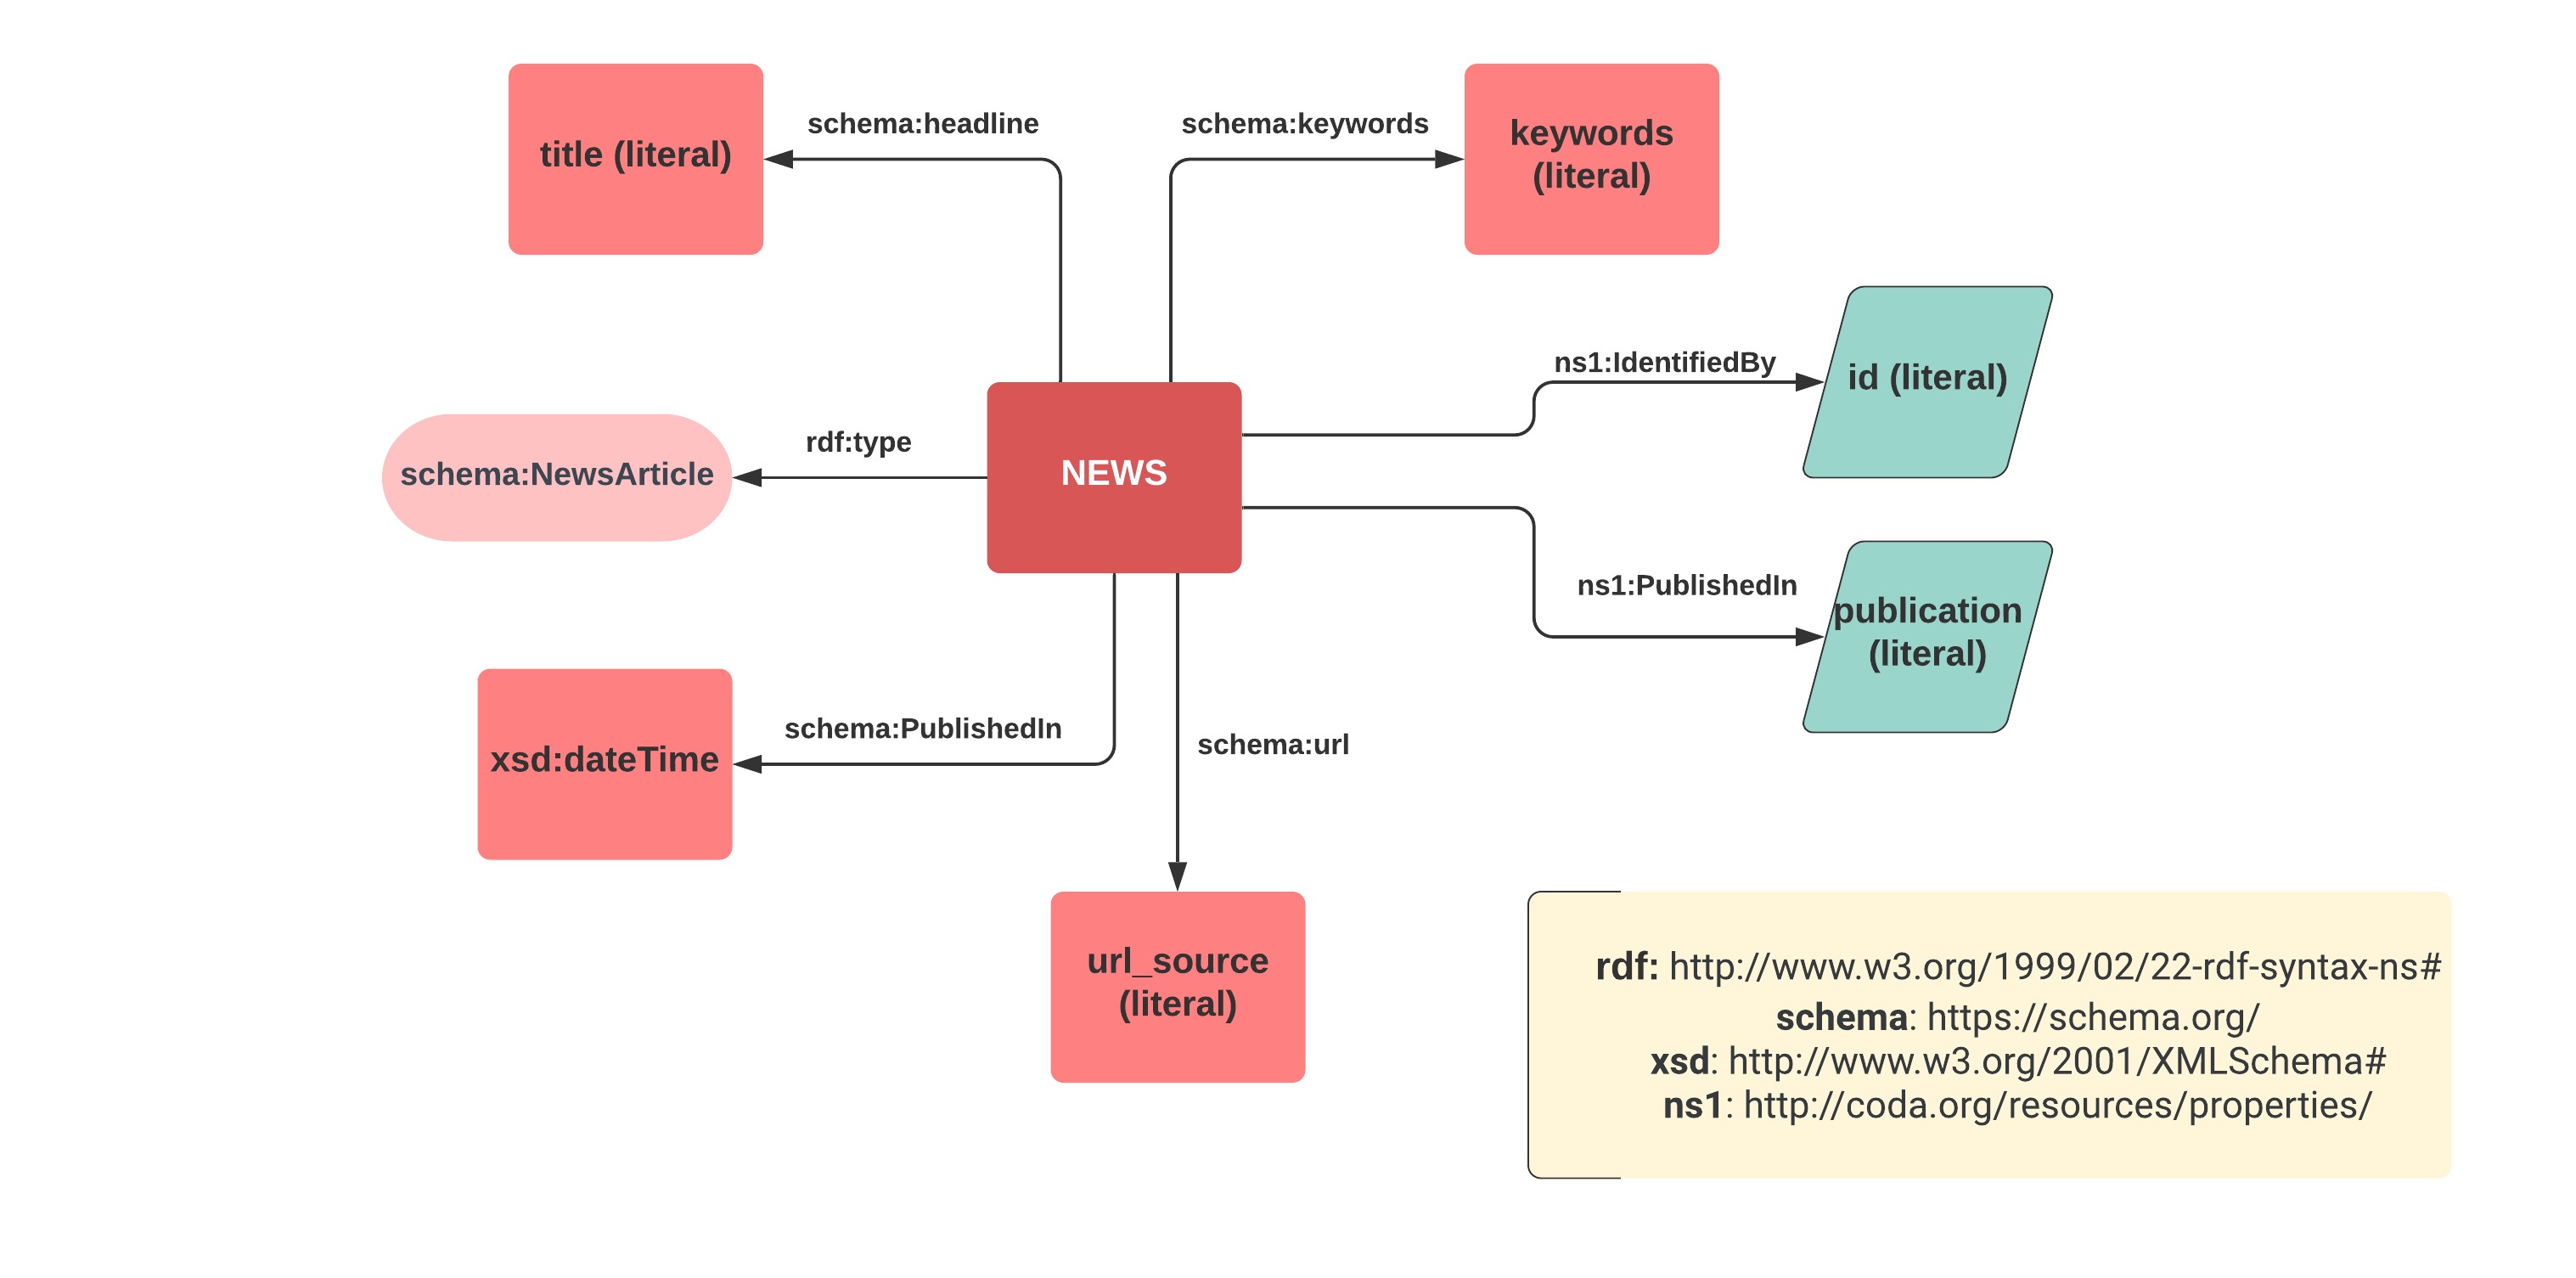 schema:headline
schema:keywords
title (literal)
keywords
(literal)
ns1:IdentifiedBy
id (literal)
rdf:type
schema:NewsArticle
NEWS
ns1:PublishedIn
publication
(literal)
schema:PublishedIn
xsd:dateTime
schema:url
url_source
(literal)
rdf: http://www.w3.org/1999/02/22-rdf-syntax-ns#
schema: https://schema.org/
xsd: http://www.w3.org/2001/XMLSchema#
ns1: http://coda.org/resources/properties/